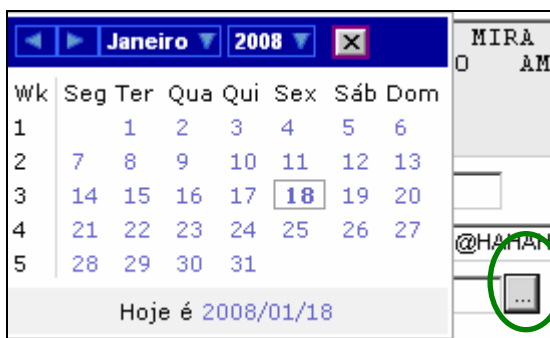 Janeiro 2008 x
MIRA
O AM
Wk Seg Ter Qua Qui Sex Sáb Dom
1 1 2 3 4 5 6
2 7 8 9 10 11 12 13
3 14 15 16 17 18 19 20
4 21 22 23 24 25 26 27
@HAHAN
5 28 29 30 31
...
Hoje é 2008/01/18